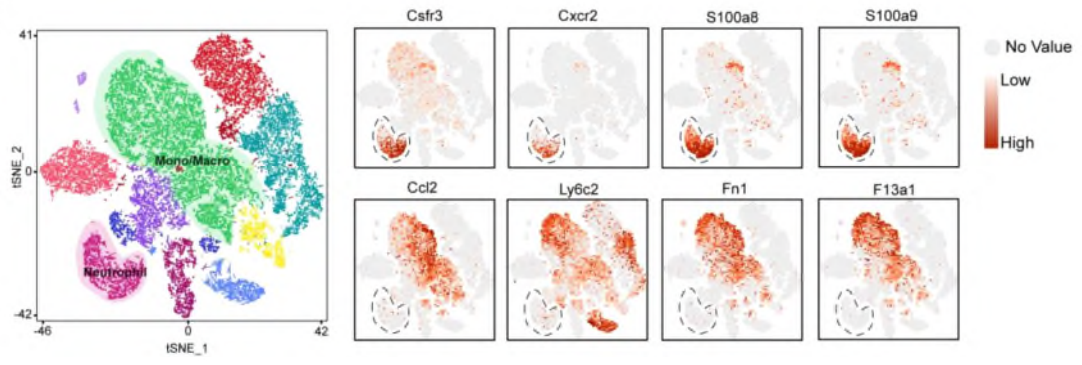 Csfr3
Cxcr2
S100a8
S100a9
41
tSNE_2
0
-42
-46
0
42
tSNE_1
Mono/Macro
Neutrophil
No Value
Low
High
Ccl2
Ly6c2
Fn1
F13a1